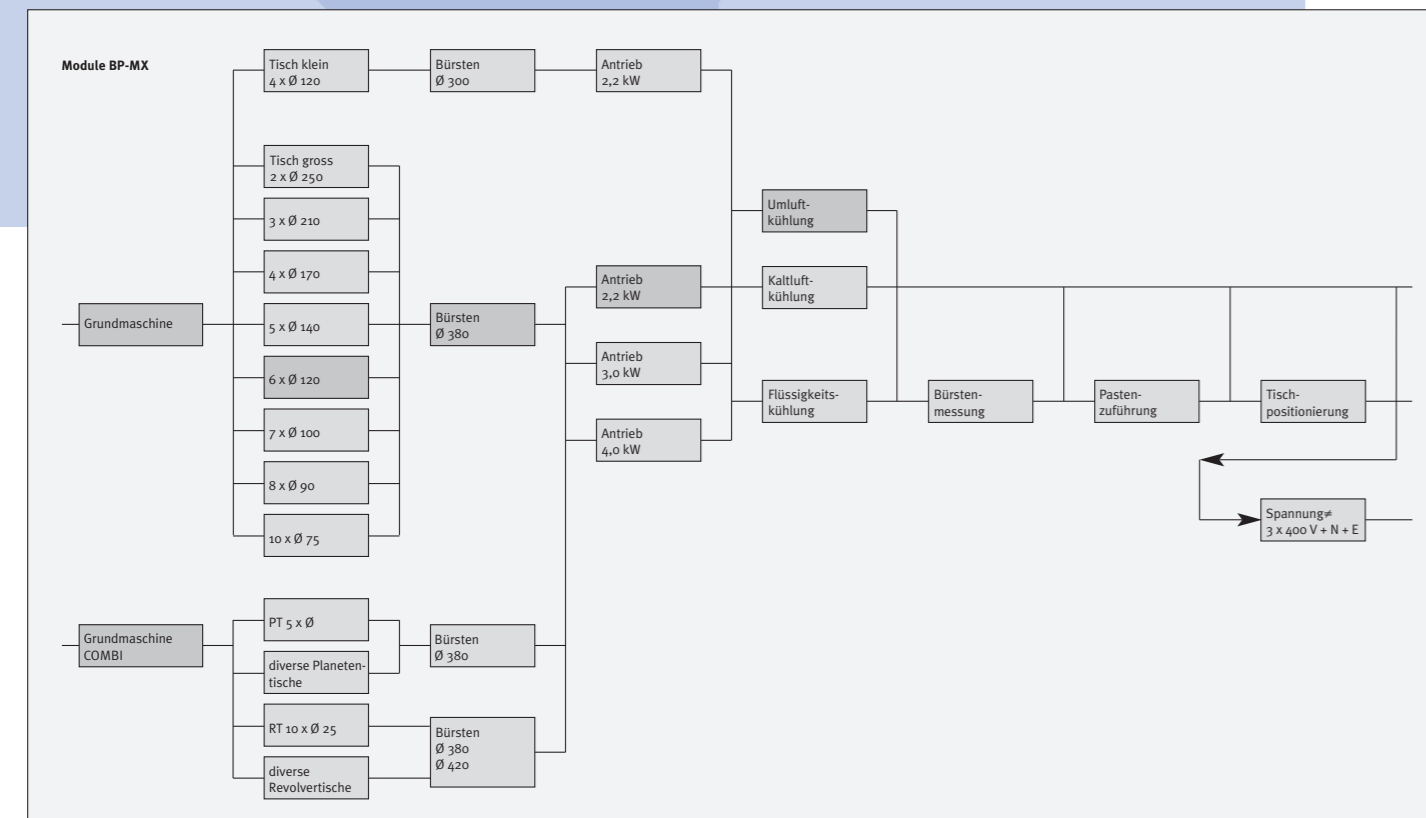 Module BP-MX
Tisch klein
4 x Ø 120
Bürsten
Ø 300
Antrieb
2,2 kW
Tisch gross
2 x Ø 250
3 x Ø 210
4 x Ø 170
5 x Ø 140
6 x Ø 120
7 x Ø 100
8 x Ø 90
10 x Ø 75
Grundmaschine
Bürsten
Ø 380
Antrieb
2,2 kW
Antrieb
3,0 kW
Antrieb
4,0 kW
Umluft-
kühlung
Kaltluft-
kühlung
Flüssigkeits-
kühlung
Bürsten-
messung
Pasten-
zuführung
Tisch-
positionierung
Spannung≠
3 x 400 V + N + E
Grundmaschine
COMBI
PT 5 x Ø
diverse Planeten-
tische
RT 10 x Ø 25
diverse
Revolvertische
Bürsten
Ø 380
Bürsten
Ø 380
Ø 420